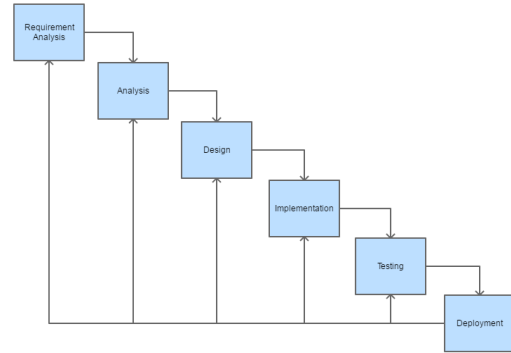 Requirement
Analysis
Analysis
Design
Implementation
Testing
Deployment